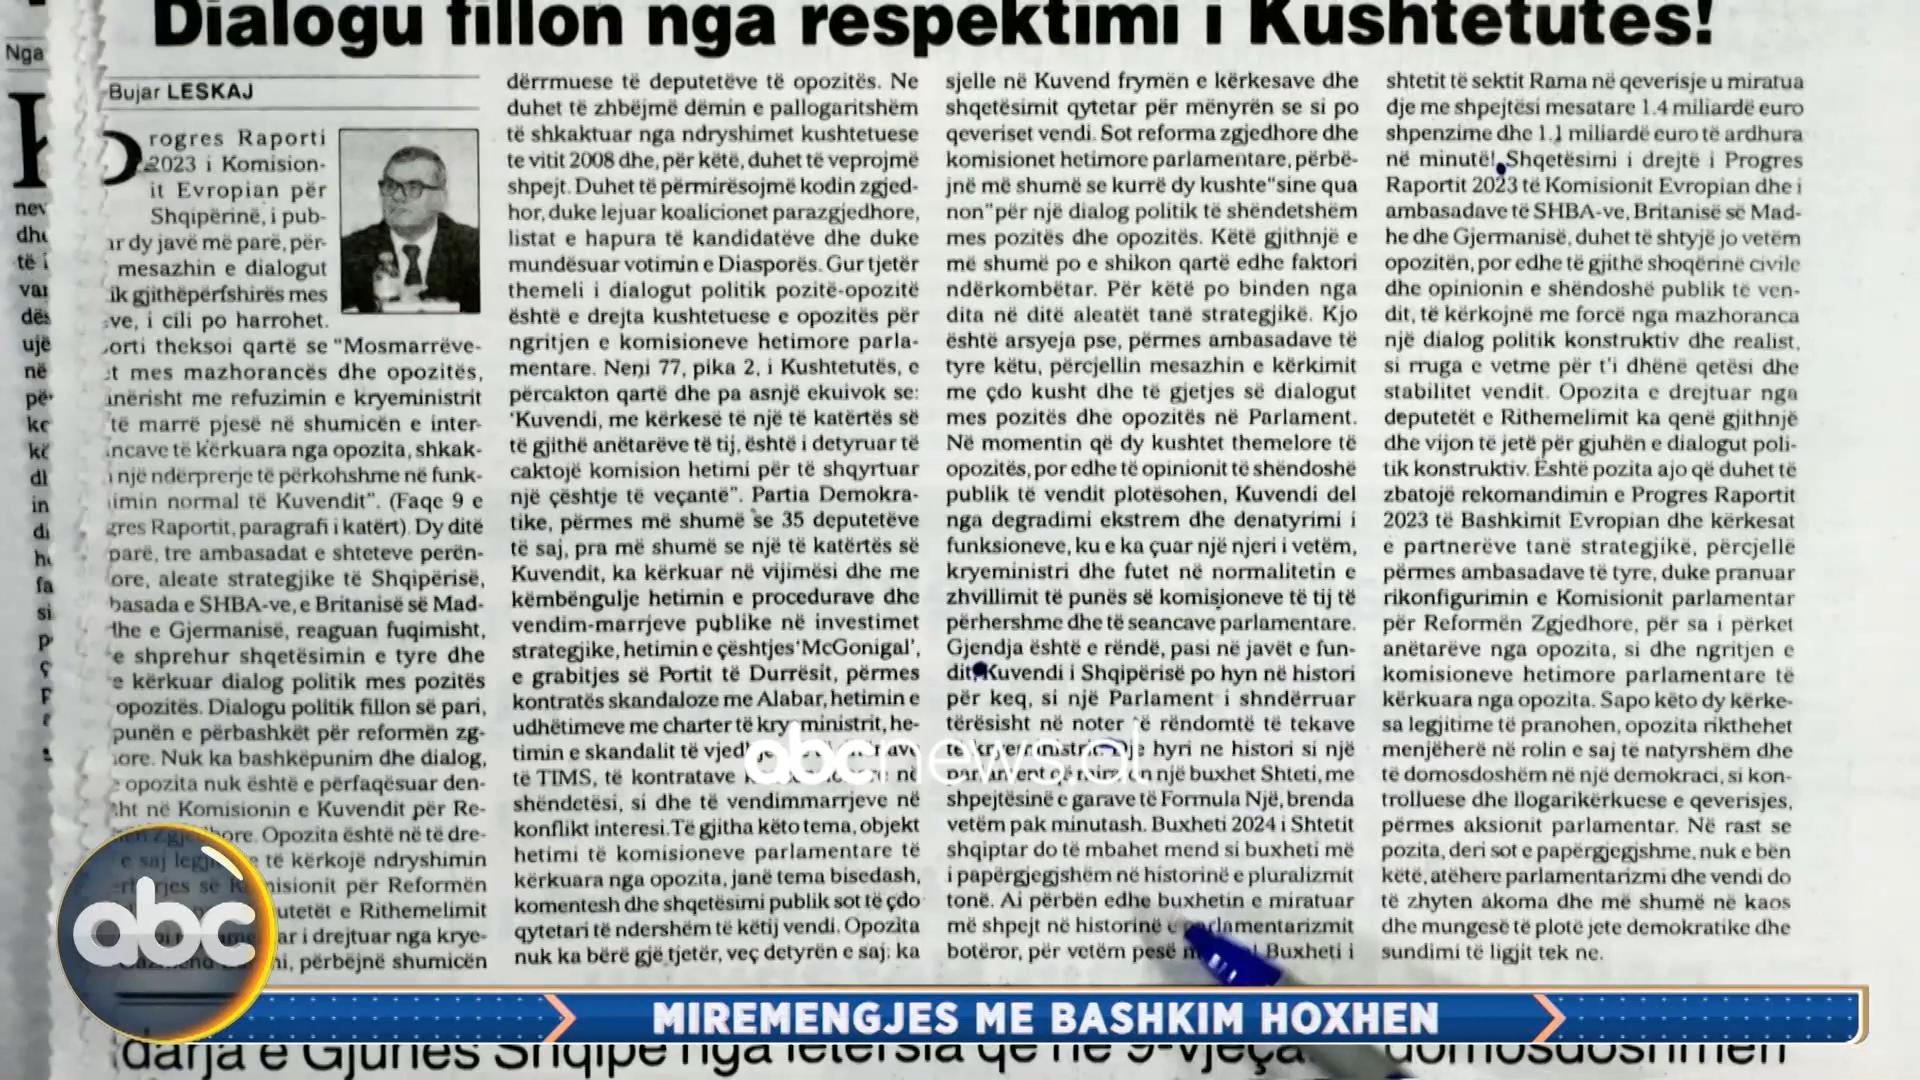 Dialogu fillon nga respektimi i Kushtetutës!
Nga
Bujar LESKAJ
Progres Raporti
2023 i Komision-
it Evropian për
Shqipërinë, i pub-
dy javë më parë, për-
mesazhin e dialogut
gjithëpërfshirës mes
i cili po harrohet.
theksoi qartë se "Mosmarrëve-
mes mazhorancës dhe opozitës,
me refuzimin e kryeministrit
të marrë pjesë në shumicën e inter-
të kërkuara nga opozita, shkak-
një ndërprerje të përkohshme në funk-
normal të Kuvendit". (Faqe 9 e
Raportit, paragrafi i katërt). Dy ditë
parë, tre ambasadat e shteteve perën-
aleate strategjike të Shqipërisë,
e SHBA-ve, e Britanisë së Mad-
dhe e Gjermanisë, reaguan fuqimisht,
shprehur shqetësimin e tyre dhe
kërkuar dialog politik mes pozitës
opozitës. Dialogu politik fillon së pari,
punën e përbashkët për reformën zg-
Nuk ka bashkëpunim dhe dialog,
opozita nuk është e përfaqësuar den-
në Komisionin e Kuvendit për Re-
Opozita është në të dre-
e saj të kërkojë ndryshimin
së Komisionit për Reformën
e Rithemelimit
i drejtuar nga krye-
përbëjnë shumicën
dërrmuese të deputetëve të opozitës. Ne
duhet të zhbëjmë dëmin e pallogaritshëm
të shkaktuar nga ndryshimet kushtetuese
te vitit 2008 dhe, për këtë, duhet të veprojmë
shpejt. Duhet të përmirësojmë kodin zgjed-
hor, duke lejuar koalicionet parazgjedhore,
listat e hapura të kandidatëve dhe duke
mundësuar votimin e Diasporës. Gur tjetër
themeli i dialogut politik pozitë-opozitë
është e drejta kushtetuese e opozitës për
ngritjen e komisioneve hetimore parla-
mentare. Neni 77, pika 2, i Kushtetutës, e
përcakton qartë dhe pa asnjë ekuivok se:
'Kuvendi, me kërkesë të një të katërtës së
të gjithë anëtarëve të tij, është i detyruar të
caktojë komision hetimi për të shqyrtuar
një çështje të veçantë". Partia Demokra-
tike, përmes më shumë se 35 deputetëve
të saj, pra më shumë se një të katërtës së
Kuvendit, ka kërkuar në vijimësi dhe me
këmbëngulje hetimin e procedurave dhe
vendim-marrjeve publike në investimet
strategjike, hetimin e çështjes 'McGonigal',
e grabitjes së Portit të Durrësit, përmes
kontratës skandaloze me Alabar, hetimin e
udhëtimeve me charter të kryeministrit, he-
timin e skandalit të
të TIMS, të kontratave në
shëndetësi, si dhe të vendimmarrjeve në
konflikt interesi. Të gjitha këto tema, objekt
hetimi të komisioneve parlamentare të
kërkuara nga opozita, janë tema bisedash,
komentesh dhe shqetësimi publik sot të çdo
qytetari të ndershëm të këtij vendi. Opozita
nuk ka bërë gjë tjetër, veç detyrën e saj: ka
sjelle në Kuvend frymën e kërkesave dhe
shqetësimit qytetar për mënyrën se si po
qeveriset vendi. Sot reforma zgjedhore dhe
komisionet hetimore parlamentare, përbë-
jnë më shumë se kurrë dy kushte "sine qua
non" për një dialog politik të shëndetshëm
mes pozitës dhe opozitës. Këtë gjithnjë e
më shumë po e shikon qartë edhe faktori
ndërkombëtar. Për këtë po binden nga
dita në ditë aleatët tanë strategjikë. Kjo
është arsyeja pse, përmes ambasadave të
tyre këtu, përcjellin mesazhin e kërkimit
me çdo kusht dhe të gjetjes së dialogut
mes pozitës dhe opozitës në Parlament.
Në momentin që dy kushtet themelore të
opozitës, por edhe të opinionit të shëndoshë
publik të vendit plotësohen, Kuvendi del
nga degradimi ekstrem dhe denatyrimi i
funksioneve, ku e ka çuar një njeri i vetëm,
kryeministri dhe futet në normalitetin e
zhvillimit të punës së komisioneve të tij të
përhershme dhe të seancave parlamentare.
Gjendja është e rëndë, pasi në javët e fun-
dit, Kuvendi i Shqipërisë po hyn në histori
për keq, si një Parlament i shndërruar
tërësisht në noter të rëndomtë të tekave
të kryeministrit. Dje hyri ne histori si një
parlament që miraton një buxhet Shteti, me
shpejtësinë e garave të Formula Një, brenda
vetëm pak minutash. Buxheti 2024 i Shtetit
shqiptar do të mbahet mend si buxheti më
i papërgjegjshëm në historinë e pluralizmit
tonë. Ai përbën edhe buxhetin e miratuar
më shpejt në historinë e parlamentarizmit
botëror, për vetëm pesë Buxheti i
shtetit të sektit Rama në qeverisje u miratua
dje me shpejtësi mesatare 1.4 miliardë euro
shpenzime dhe 1.1 miliardë euro të ardhura
në minutë! Shqetësimi i drejtë i Progres
Raportit 2023 të Komisionit Evropian dhe i
ambasadave të SHBA-ve, Britanisë së Mad-
he dhe Gjermanisë, duhet të shtyjë jo vetëm
opozitën, por edhe të gjithë shoqërinë civile
dhe opinionin e shëndoshë publik të ven-
dit, të kërkojnë me forcë nga mazhoranca
një dialog politik konstruktiv dhe realist,
si rruga e vetme për t'i dhënë qetësi dhe
stabilitet vendit. Opozita e drejtuar nga
deputetët e Rithemelimit ka qenë gjithnjë
dhe vijon të jetë për gjuhën e dialogut poli-
tik konstruktiv. Është pozita ajo që duhet të
zbatojë rekomandimin e Progres Raportit
2023 të Bashkimit Evropian dhe kërkesat
e partnerëve tanë strategjikë, përcjellë
përmes ambasadave të tyre, duke pranuar
rikonfigurimin e Komisionit parlamentar
për Reformën Zgjedhore, për sa i përket
anëtarëve nga opozita, si dhe ngritjen e
komisioneve hetimore parlamentare të
kërkuara nga opozita. Sapo këto dy kërke-
sa legjitime të pranohen, opozita rikthehet
menjëherë në rolin e saj të natyrshëm dhe
të domosdoshëm në një demokraci, si kon-
trolluese dhe llogarikërkuese e qeverisjes,
përmes aksionit parlamentar. Në rast se
pozita, deri sot e papërgjegjshme, nuk e bën
këtë, atëhere parlamentarizmi dhe vendi do
të zhyten akoma dhe më shumë në kaos
dhe mungesë të plotë jete demokratike dhe
sundimi të ligjit tek ne.
abcnews.al
abc
MIREMENGJES ME BASHKIM HOXHEN
e Gjuhës Shqipe nga letërsia që në 9-vjeçar domosdoshmëri